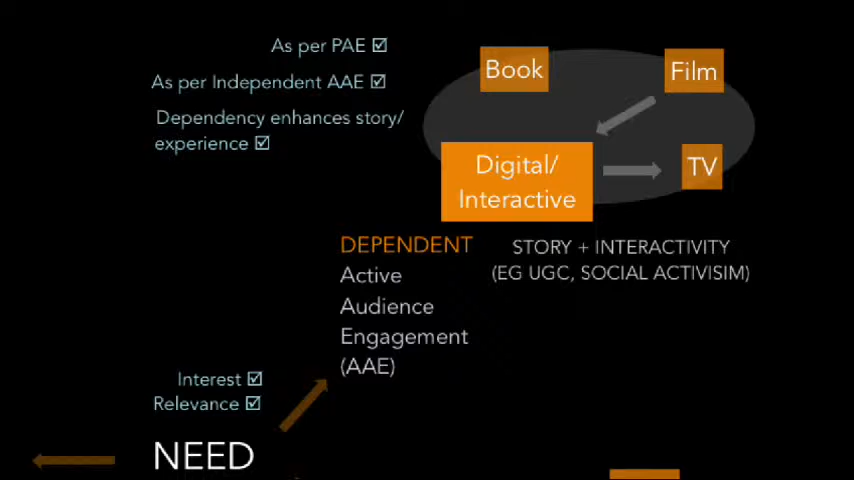 As per PAE ☑
As per Independent AAE ☑
Dependency enhances story/
experience ☑
Book
Film
Digital/
Interactive
TV
DEPENDENT
Active
Audience
Engagement
(AAE)
STORY + INTERACTIVITY
(EG UGC, SOCIAL ACTIVISIM)
Interest ☑
Relevance ☑
NEED